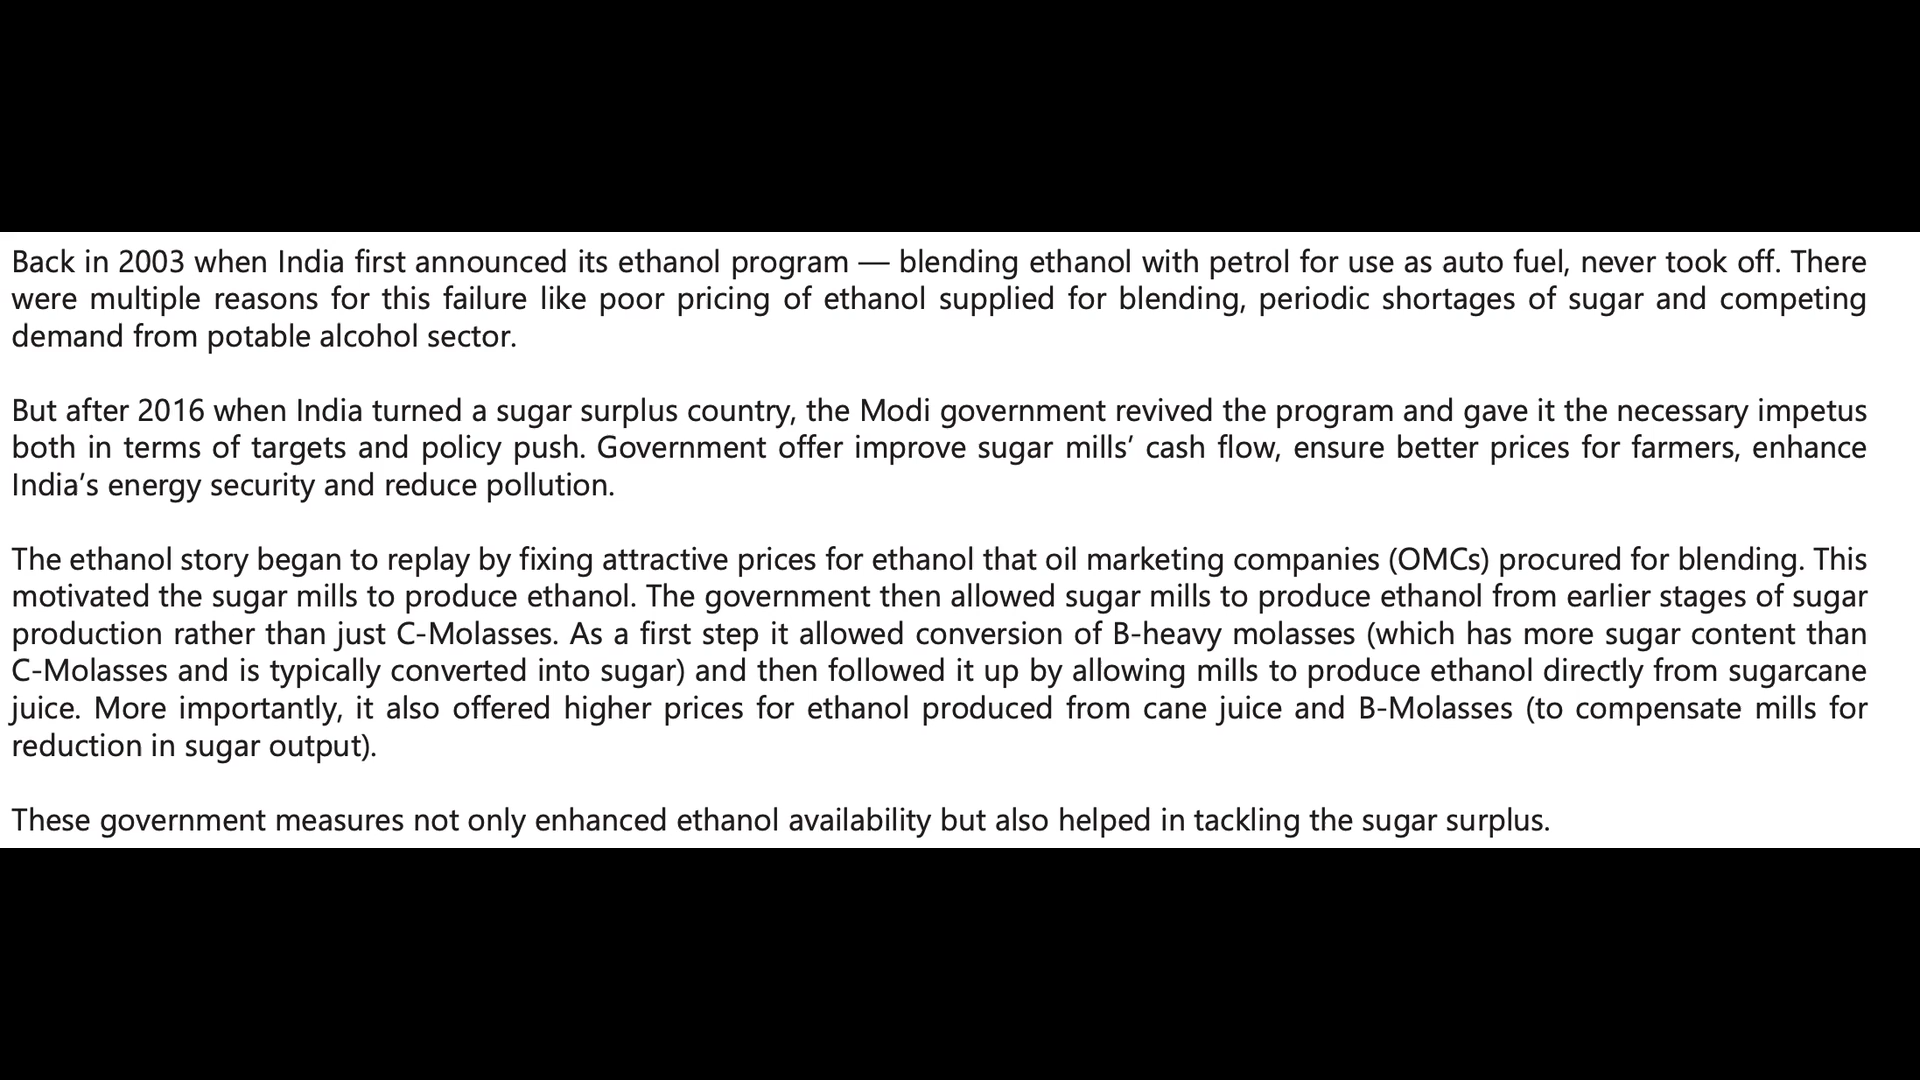 Back in 2003 when India first announced its ethanol program — blending ethanol with petrol for use as auto fuel, never took off. There
were multiple reasons for this failure like poor pricing of ethanol supplied for blending, periodic shortages of sugar and competing
demand from potable alcohol sector.
But after 2016 when India turned a sugar surplus country, the Modi government revived the program and gave it the necessary impetus
both in terms of targets and policy push. Government offer improve sugar mills’ cash flow, ensure better prices for farmers, enhance
India’s energy security and reduce pollution.
The ethanol story began to replay by fixing attractive prices for ethanol that oil marketing companies (OMCs) procured for blending. This
motivated the sugar mills to produce ethanol. The government then allowed sugar mills to produce ethanol from earlier stages of sugar
production rather than just C-Molasses. As a first step it allowed conversion of B-heavy molasses (which has more sugar content than
C-Molasses and is typically converted into sugar) and then followed it up by allowing mills to produce ethanol directly from sugarcane
juice. More importantly, it also offered higher prices for ethanol produced from cane juice and B-Molasses (to compensate mills for
reduction in sugar output).
These government measures not only enhanced ethanol availability but also helped in tackling the sugar surplus.